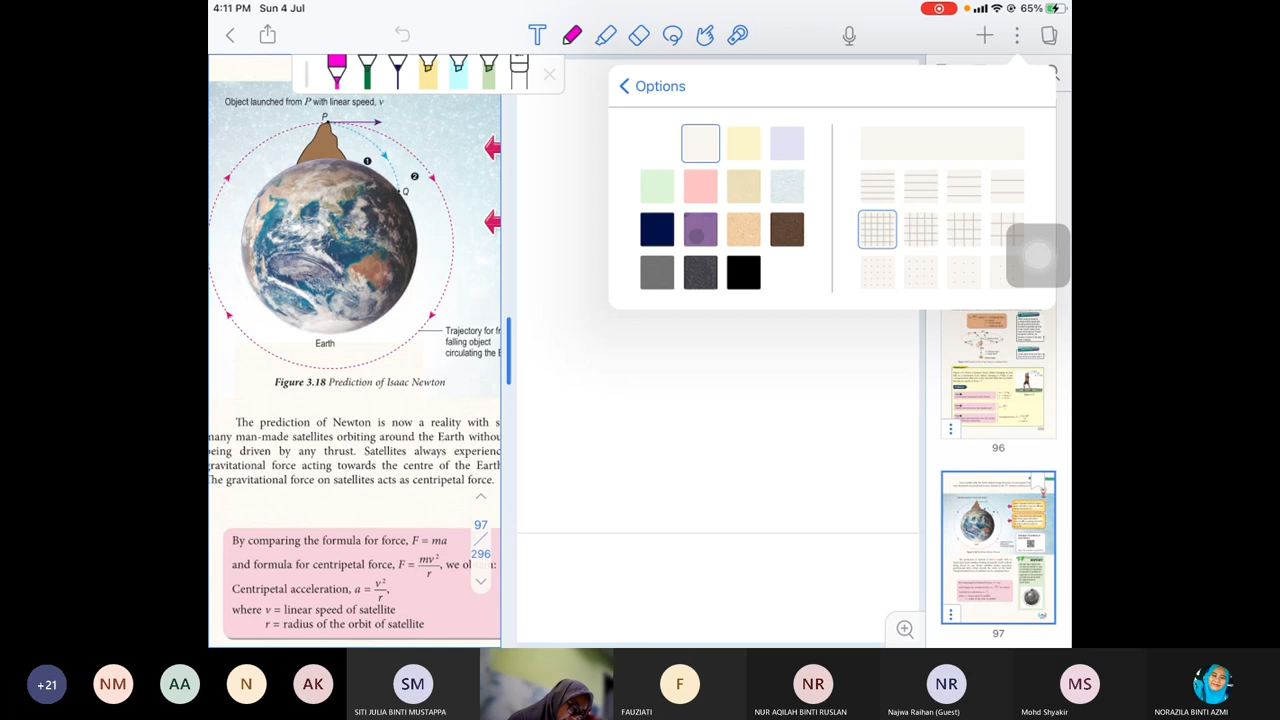 4:11 PM Sun 4 Jul
65%
T
Options
Object launched from P with linear speed, v
P
1
2
Q
Trajectory for fr
falling object
circulating the E
Earth
Figure 3.18 Prediction of Isaac Newton
The prediction of Newton is now a reality with s
many man-made satellites orbiting around the Earth withou
being driven by any thrust. Satellites always experienc
gravitational force acting towards the centre of the Earth
The gravitational force on satellites acts as centripetal force.
97
/
296
By comparing the formula for force, F = ma
and formula for centripetal force, F = mv²/r, we
Centripetal acceleration, a = v²/r,
where v = linear speed of satellite
r = radius of the orbit of satellite
96
97
+21
NM
AA
N
AK
SM
F
NR
NR
MS
SITI JULIA BINTI MUSTAPPA
FAUZIATI
NUR AQILAH BINTI RUSLAN
Najwa Raihan (Guest)
Mohd Shyakir
NORAZILA BINTI AZMI